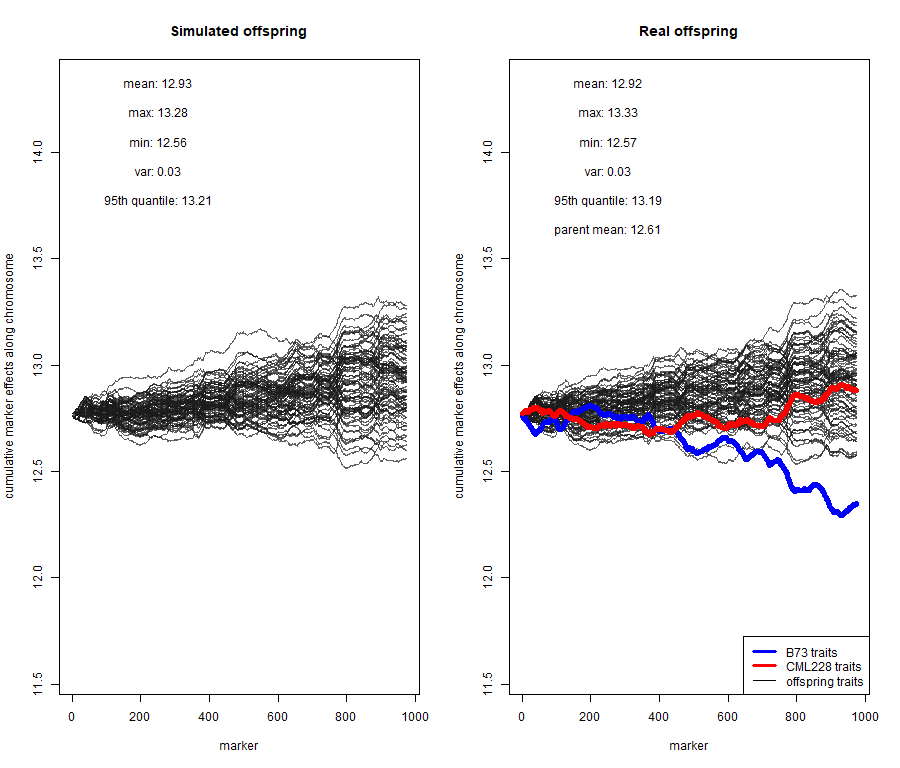 Simulated offspring
mean: 12.93
max: 13.28
min: 12.56
var: 0.03
95th quantile: 13.21
cumulative marker effects along chromosome
14.0
13.5
13.0
12.5
12.0
11.5
0 200 400 600 800 1000
marker
Real offspring
mean: 12.92
max: 13.33
min: 12.57
var: 0.03
95th quantile: 13.19
parent mean: 12.61
cumulative marker effects along chromosome
14.0
13.5
13.0
12.5
12.0
11.5
B73 traits
CML228 traits
offspring traits
0 200 400 600 800 1000
marker